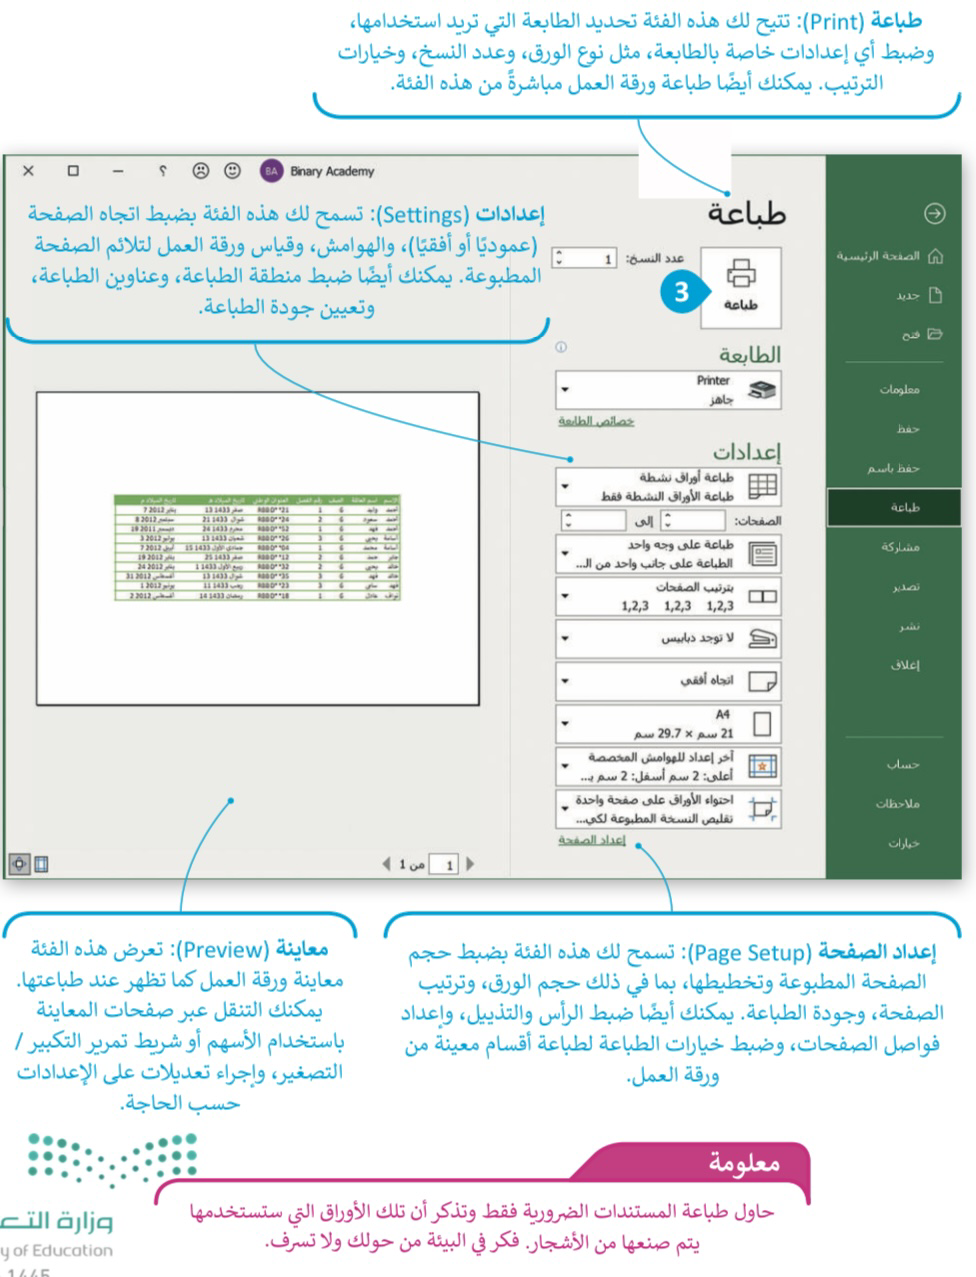 طباعة (Print): تتيح لك هذه الفئة تحديد الطابعة التي تريد استخدامها،
وضبط أي إعدادات خاصة بالطابعة، مثل نوع الورق، وعدد النسخ، وخيارات
الترتيب. يمكنك أيضًا طباعة ورقة العمل مباشرةً من هذه الفئة.
Binary Academy
BA
؟
إعدادات (Settings): تسمح لك هذه الفئة بضبط اتجاه الصفحة
(عموديًا أو أفقيًا)، والهوامش، وقياس ورقة العمل لتلائم الصفحة
المطبوعة. يمكنك أيضًا ضبط منطقة الطباعة، وعناوين الطباعة،
وتعيين جودة الطباعة.
الصفحة الرئيسية
جديد
فتح
معلومات
حفظ
حفظ باسم
طباعة
مشاركة
تصدير
نشر
إغلاق
حساب
ملاحظات
خيارات
طباعة
عدد النسخ: 1
طباعة
3
الطابعة
Printer
جاهز
خصائص الطابعة
إعدادات
طباعة أوراق نشطة
طباعة الأوراق النشطة فقط
الصفحات: إلى
طباعة على وجه واحد
الطباعة على جانب واحد من الـ...
بترتيب الصفحات
1,2,3 1,2,3 1,2,3
لا توجد دبابيس
اتجاه أفقي
A4
21 سم × 29.7 سم
آخر إعداد للهوامش المخصصة
أعلى: 2 سم أسفل: 2 سم يـ...
احتواء الأوراق على صفحة واحدة
تقليص النسخة المطبوعة لكي...
إعداد الصفحة
1 من 1
إعداد الصفحة (Page Setup): تسمح لك هذه الفئة بضبط حجم
الصفحة المطبوعة وتخطيطها، بما في ذلك حجم الورق، وترتيب
الصفحة، وجودة الطباعة. يمكنك أيضًا ضبط الرأس والتذييل، وإعداد
فواصل الصفحات، وضبط خيارات الطباعة لطباعة أقسام معينة من
ورقة العمل.
معاينة (Preview): تعرض هذه الفئة
معاينة ورقة العمل كما تظهر عند طباعتها.
يمكنك التنقل عبر صفحات المعاينة
باستخدام الأسهم أو شريط تمرير التكبير /
التصغير، وإجراء تعديلات على الإعدادات
حسب الحاجة.
معلومة
حاول طباعة المستندات الضرورية فقط وتذكر أن تلك الأوراق التي ستستخدمها
يتم صنعها من الأشجار. فكر في البيئة من حولك ولا تسرف.
وزارة التعـ
y of Education
1445